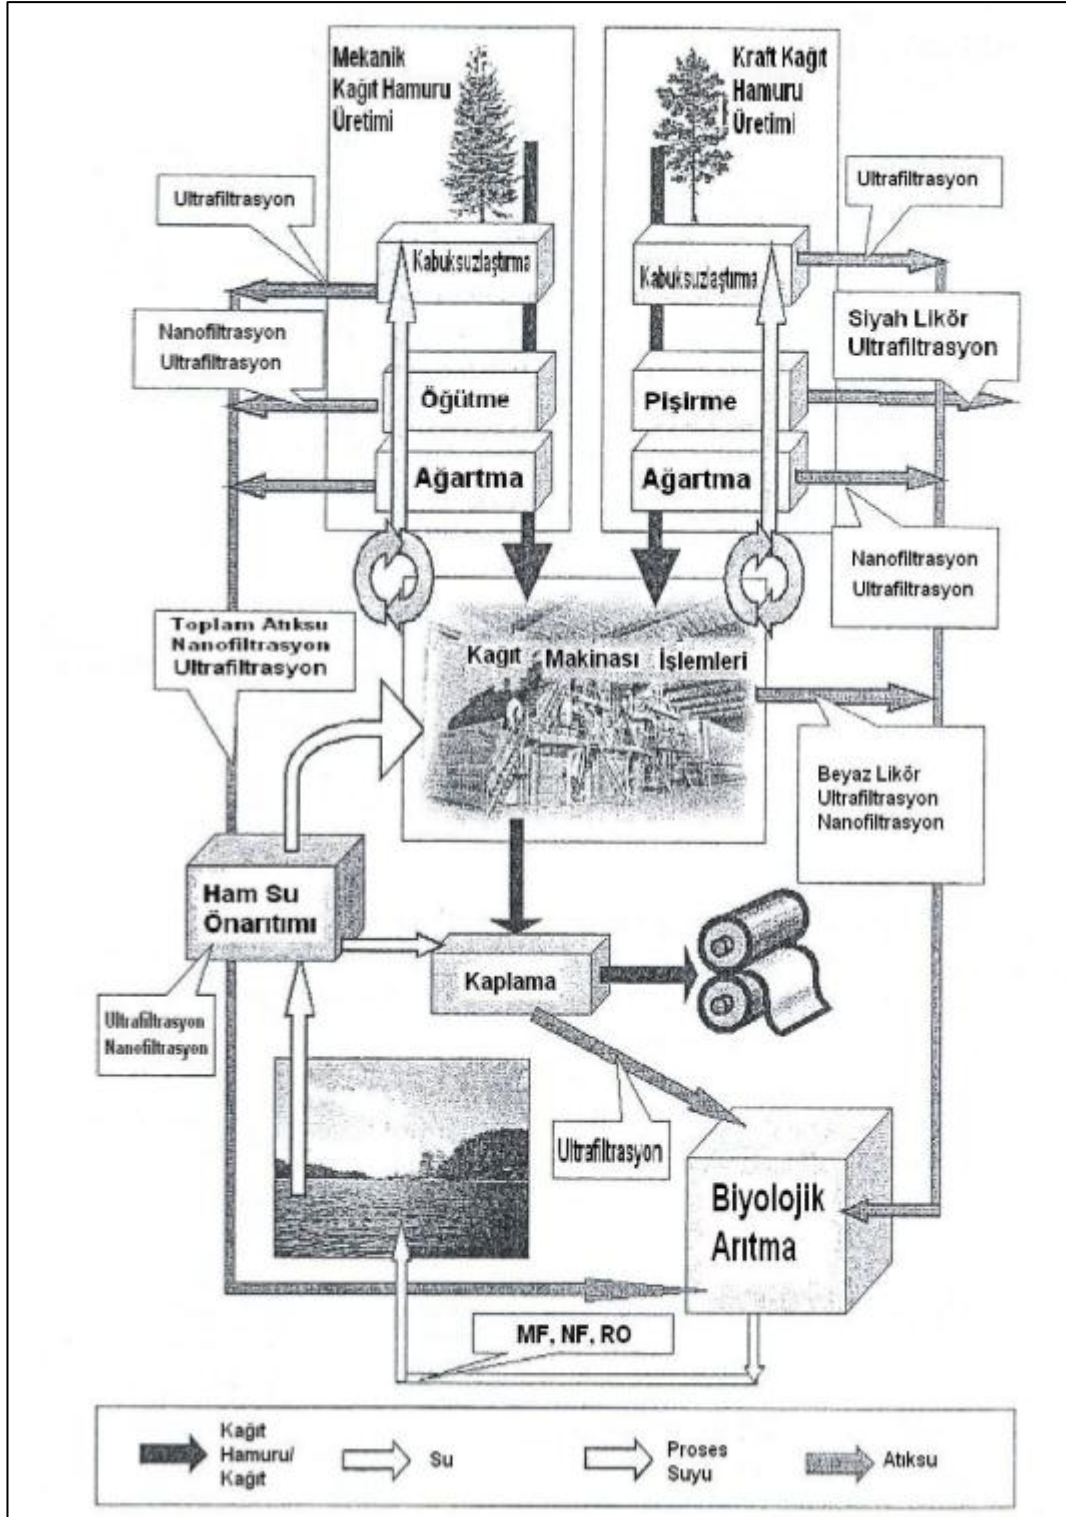 Mekanik
Kağıt Hamuru
Üretimi
Kraft Kağıt
Hamuru
Üretimi
Ultrafiltrasyon
Ultrafiltrasyon
Kabuksuzlaştırma
Kabuksuzlaştırma
Nanofiltrasyon
Ultrafiltrasyon
Siyah Likör
Ultrafiltrasyon
Öğütme
Pişirme
Ağartma
Ağartma
Nanofiltrasyon
Ultrafiltrasyon
Toplam Atıksu
Nanofiltrasyon
Ultrafiltrasyon
Kağıt Makinası İşlemleri
Beyaz Likör
Ultrafiltrasyon
Nanofiltrasyon
Ham Su
Önarıtımı
Kaplama
Ultrafiltrasyon
Nanofiltrasyon
Ultrafiltrasyon
Biyolojik
Arıtma
MF, NF, RO
Kağıt
Hamuru/
Kağıt
Su
Proses
Suyu
Atıksu